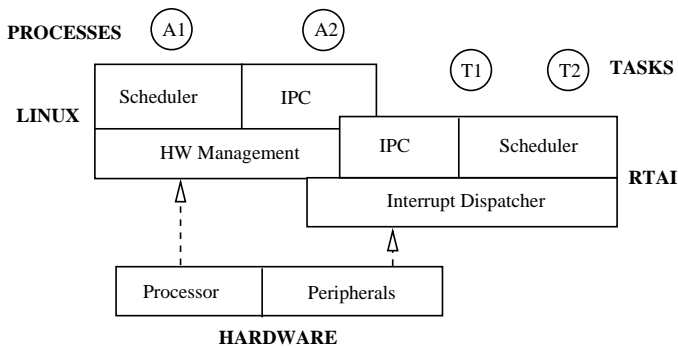 PROCESSES
A1
A2
T1
T2
TASKS
LINUX
Scheduler
IPC
HW Management
IPC
Scheduler
RTAI
Interrupt Dispatcher
Processor
Peripherals
HARDWARE